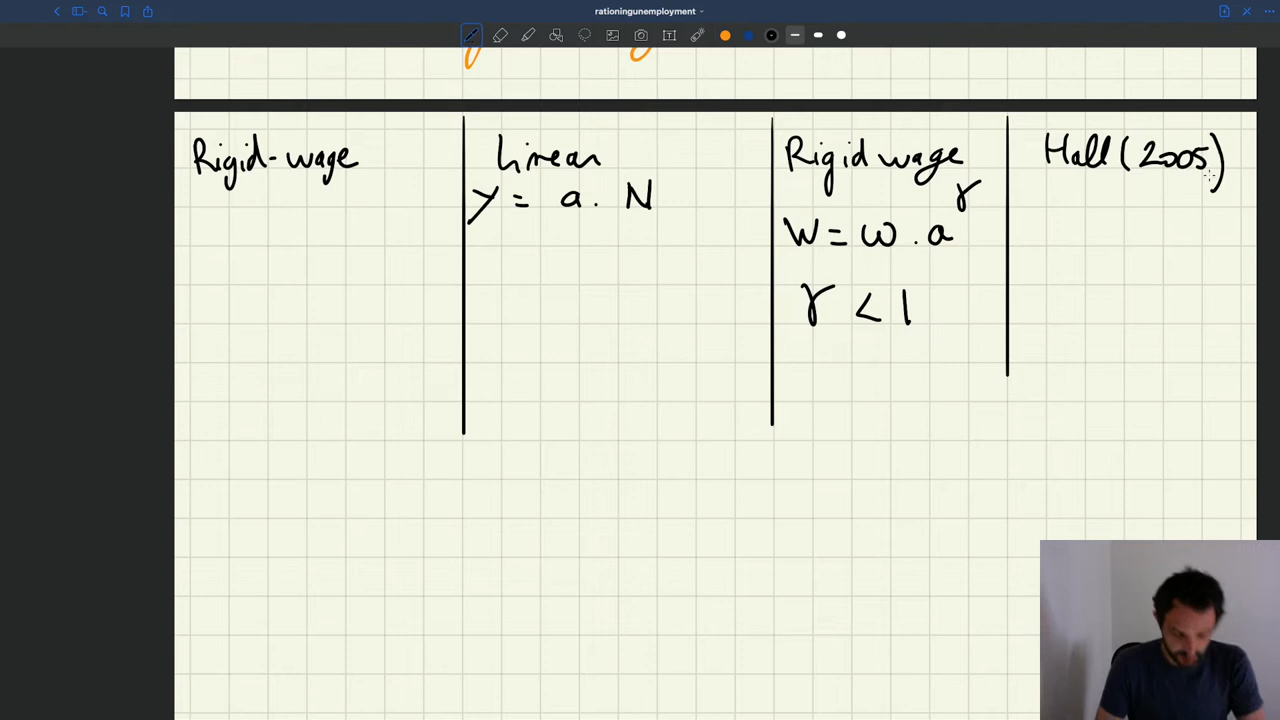 rationingunemployment
Rigid-wage
Linear
y = a. N
Rigid wage
W = ω . a^γ
γ < 1
Hall (2005)